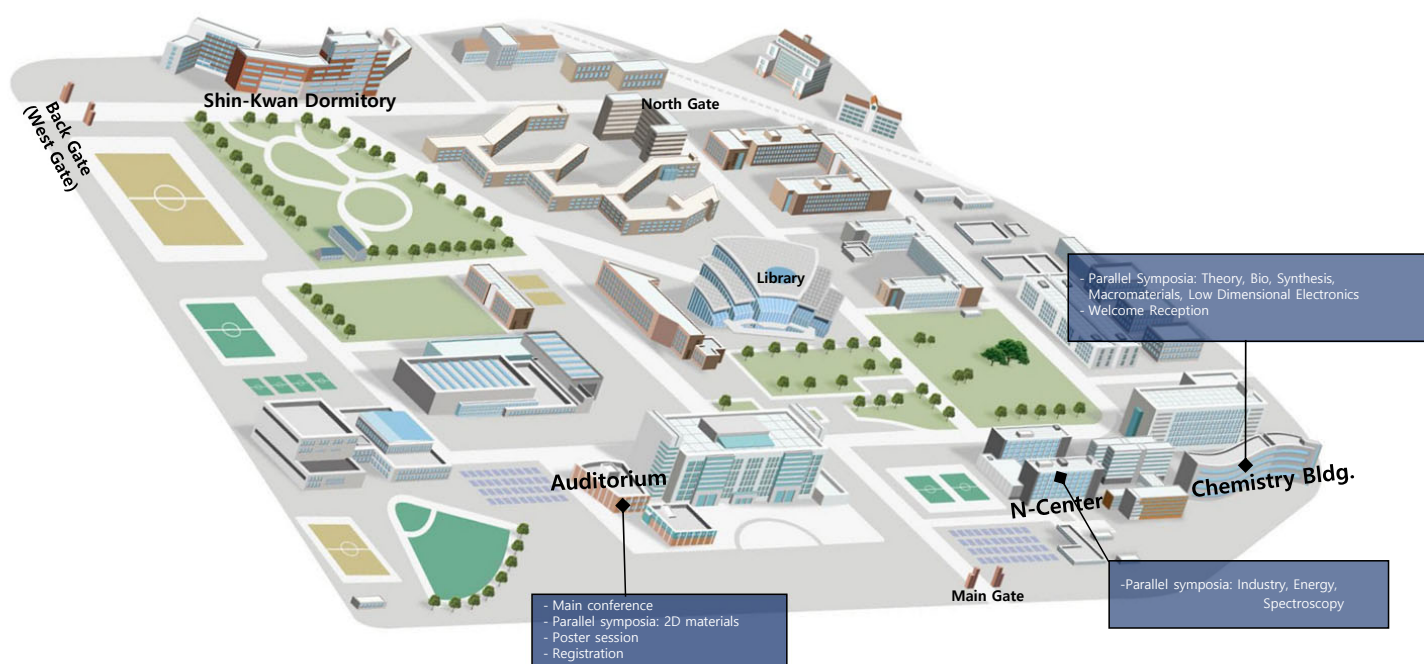 Shin-Kwan Dormitory
North Gate
Back Gate
(West Gate)
Library
- Parallel Symposia: Theory, Bio, Synthesis,
Macromaterials, Low Dimensional Electronics
- Welcome Reception
Auditorium
Chemistry Bldg.
N-Center
Main Gate
-Parallel symposia: Industry, Energy,
Spectroscopy
- Main conference
- Parallel symposia: 2D materials
- Poster session
- Registration